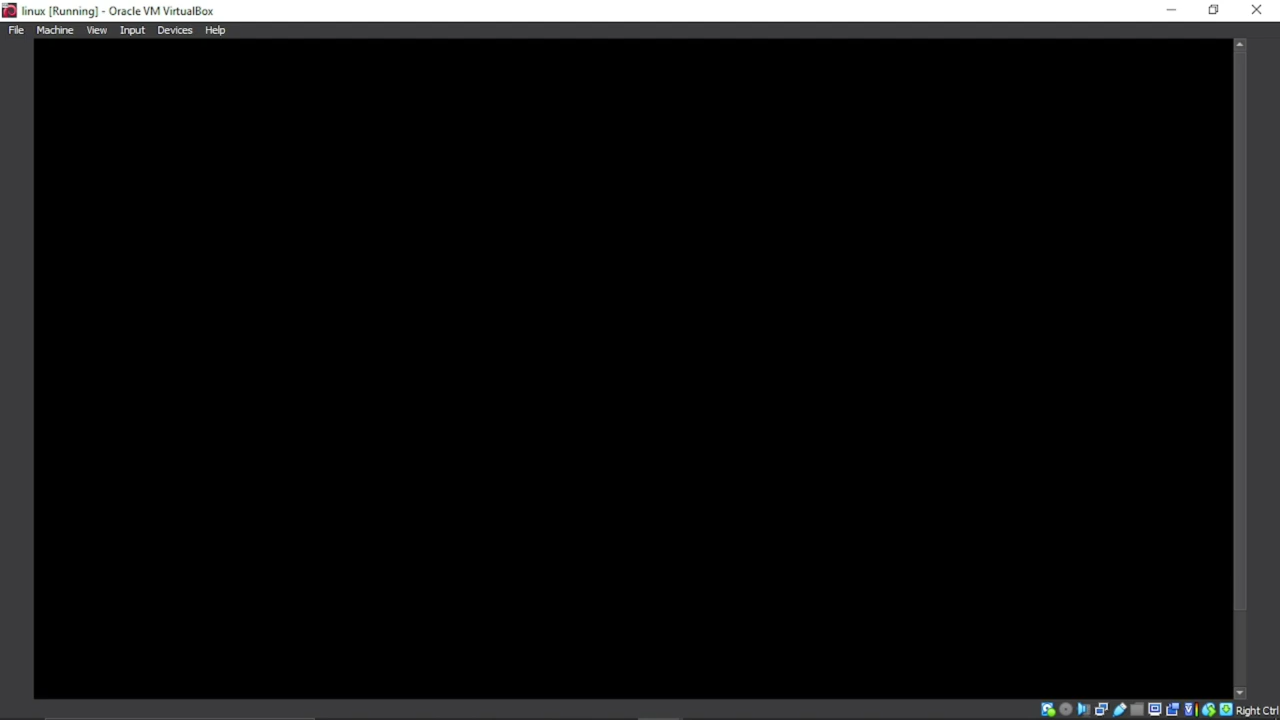 linux [Running] - Oracle VM VirtualBox
File Machine View Input Devices Help
Right Ctrl